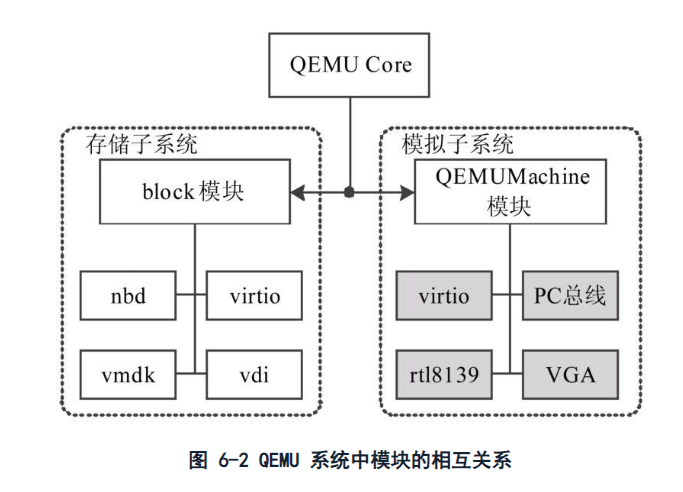 QEMU Core
存储子系统
block模块
nbd
virtio
vmdk
vdi
模拟子系统
QEMUMachine
模块
virtio
PC总线
rtl8139
VGA
图 6-2 QEMU 系统中模块的相互关系